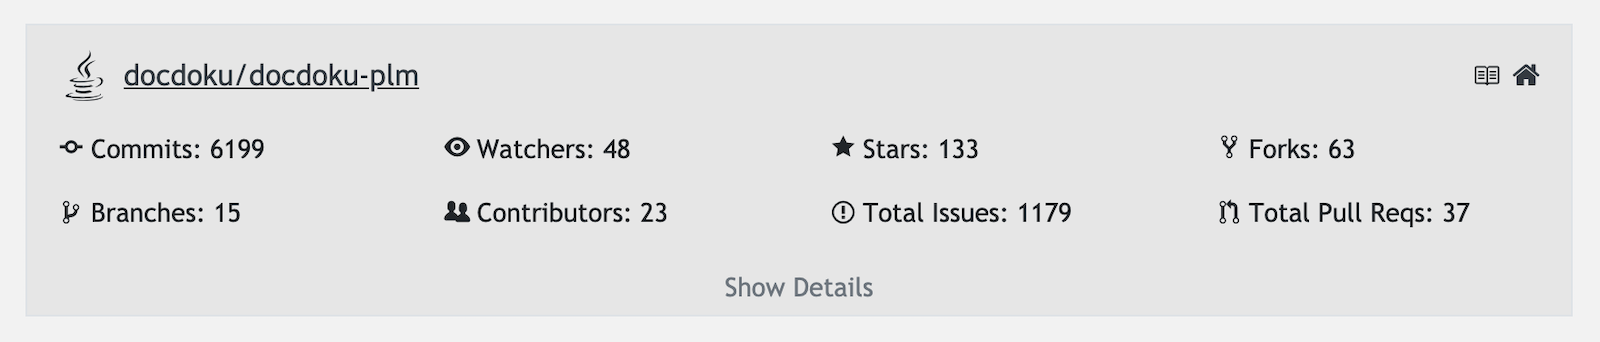 docdoku/docdoku-plm
Commits: 6199 Watchers: 48 Stars: 133 Forks: 63
Branches: 15 Contributors: 23 Total Issues: 1179 Total Pull Reqs: 37
Show Details